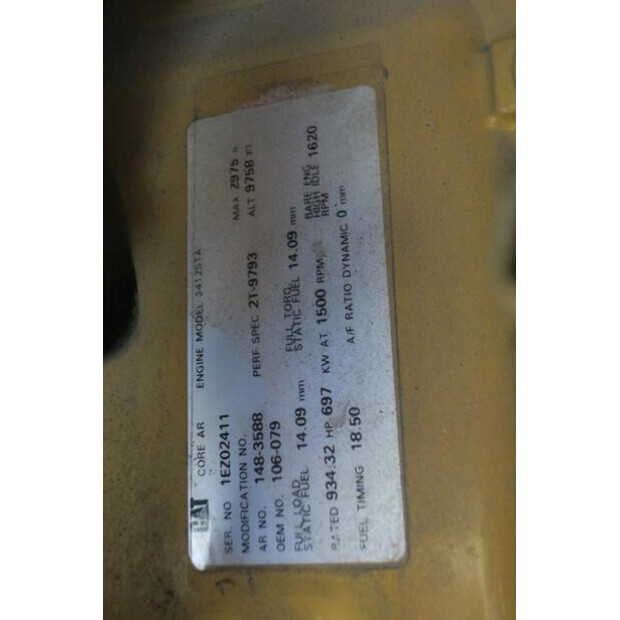 CAT CORE AR ENGINE MODEL 3412STA
SER. NO 1EZ02411 MAX 2975 M
MODIFICATION NO. PERF SPEC 2T-9793 ALT 9758 FT
AR NO. 148-3588
OEM NO. 106-079
FULL LOAD STATIC FUEL 14.09 mm FULL TORQ STATIC FUEL 14.09 mm BARE ENG HIGH IDLE RPM 1620
RATED 934.32 HP 697 KW AT 1500 RPM
FUEL TIMING 18.50 A/F RATIO DYNAMIC 0 mm